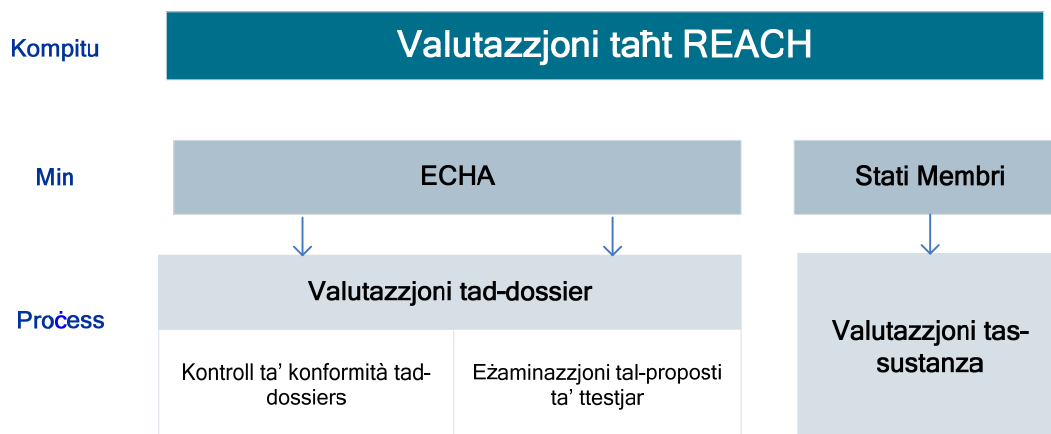 Kompitu
Valutazzjoni taħt REACH
Min
ECHA
Stati Membri
Proċess
Valutazzjoni tad-dossier
Kontroll ta’ konformità tad-
dossiers
Eżaminazzjoni tal-proposti
ta’ ttestjar
Valutazzjoni tas-
sustanza